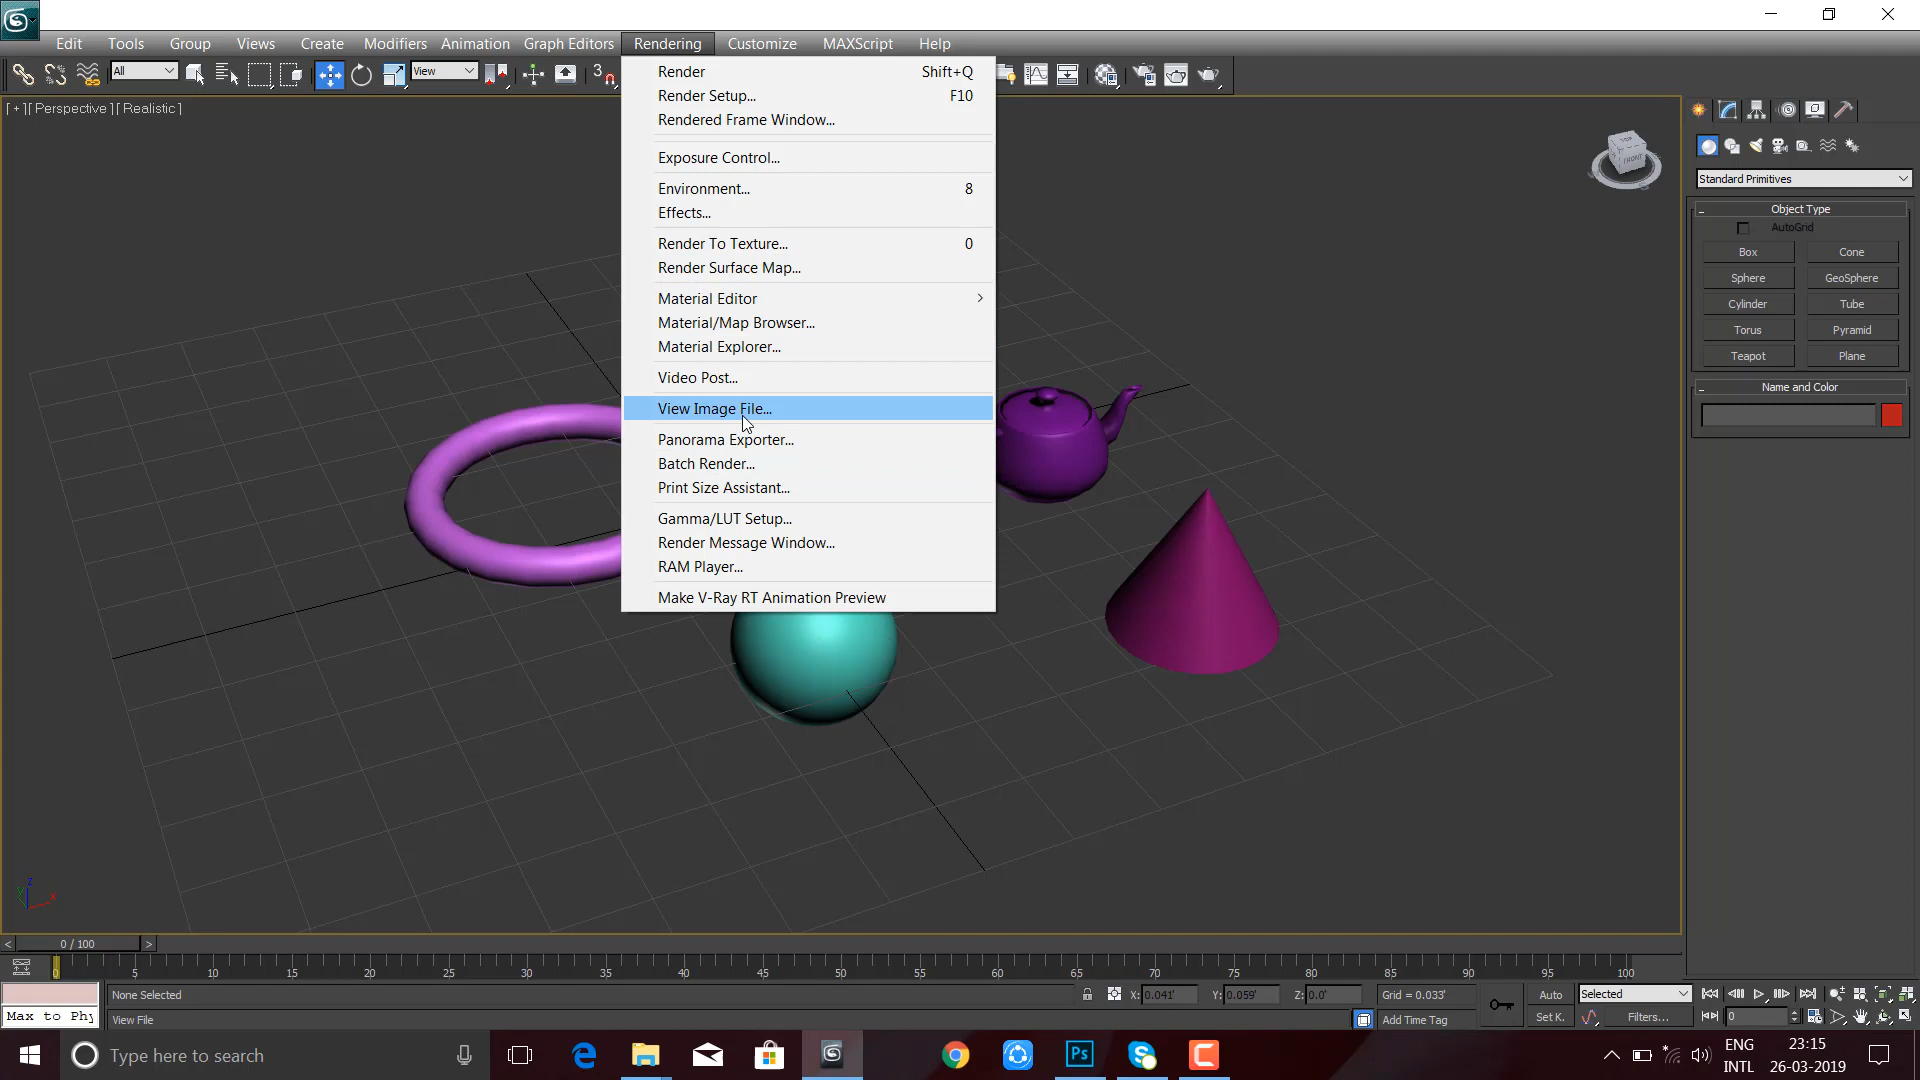 Edit Tools Group Views Create Modifiers Animation Graph Editors Rendering Customize MAXScript Help
All
View
3
[ + ][ Perspective ][ Realistic ]
Render Shift+Q
Render Setup... F10
Rendered Frame Window...
Exposure Control...
Environment... 8
Effects...
Render To Texture... 0
Render Surface Map...
Material Editor
Material/Map Browser...
Material Explorer...
Video Post...
View Image File...
Panorama Exporter...
Batch Render...
Print Size Assistant...
Gamma/LUT Setup...
Render Message Window...
RAM Player...
Make V-Ray RT Animation Preview
TOP
FRONT
Standard Primitives
Object Type
AutoGrid
Box Cone
Sphere GeoSphere
Cylinder Tube
Torus Pyramid
Teapot Plane
Name and Color
z
x
< 0 / 100 >
0 5 10 15 20 25 30 35 40 45 50 55 60 65 70 75 80 85 90 95 100
None Selected X: 0.041' Y: 0.059' Z: 0.0' Grid = 0.033' Auto Selected
Max to Phy View File Add Time Tag Set K. Filters... 0
Type here to search
Ps
ENG
INTL
23:15
26-03-2019